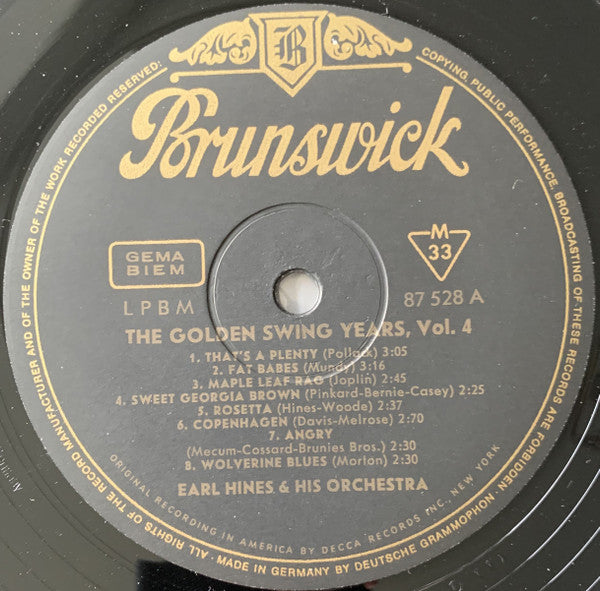 B
Brunswick
GEMA
BIEM
M
33
LPBM
87 528 A
THE GOLDEN SWING YEARS, Vol. 4
1. THAT'S A PLENTY (Pollack) 3:05
2. FAT BABES (Mundy) 3:16
3. MAPLE LEAF RAG (Joplin) 2:45
4. SWEET GEORGIA BROWN (Pinkard-Bernie-Casey) 2:25
5. ROSETTA (Hines-Woode) 2:37
6. COPENHAGEN (Davis-Melrose) 2:70
7. ANGRY
(Mecum-Cossard-Brunies Bros.) 2:30
8. WOLVERINE BLUES (Morton) 2:30
EARL HINES & HIS ORCHESTRA
ORIGINAL RECORDING IN AMERICA BY DECCA RECORDS INC., NEW YORK
ALL RIGHTS OF THE RECORD MANUFACTURER AND OF THE OWNER OF THE WORK RECORDED RESERVED: COPYING, PUBLIC PERFORMANCE, BROADCASTING OF THESE RECORDS ARE FORBIDDEN · MADE IN GERMANY BY DEUTSCHE GRAMMOPHON ·